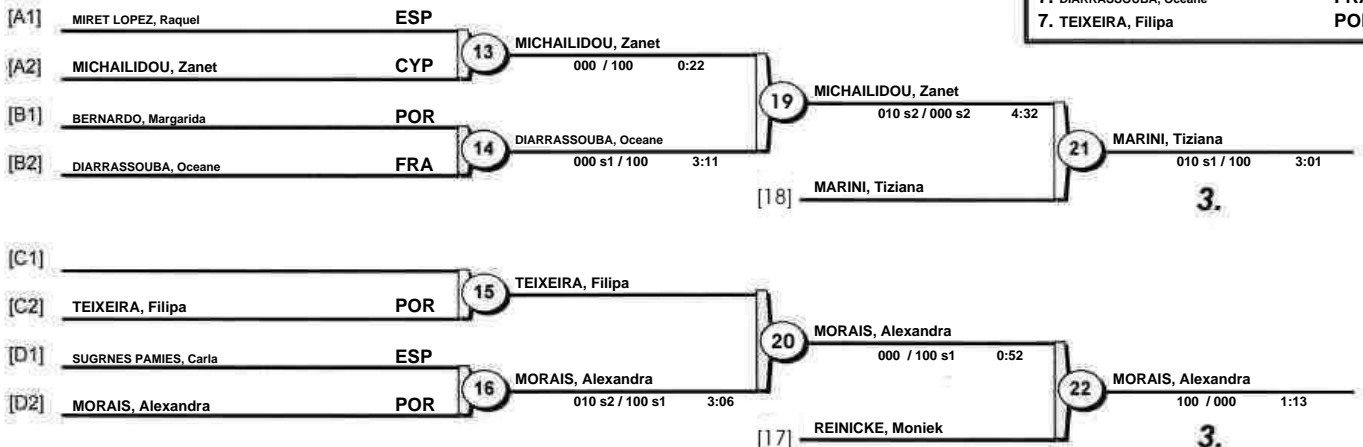 7. DIARRASSOUBA, Oceane FRA
7. TEIXEIRA, Filipa POR
[A1] MIRET LOPEZ, Raquel ESP
[A2] MICHAILIDOU, Zanet CYP
13 MICHAILIDOU, Zanet
000 / 100 0:22
[B1] BERNARDO, Margarida POR
[B2] DIARRASSOUBA, Oceane FRA
14 DIARRASSOUBA, Oceane
000 s1 / 100 3:11
19 MICHAILIDOU, Zanet
010 s2 / 000 s2 4:32
[18] MARINI, Tiziana
21 MARINI, Tiziana
010 s1 / 100 3:01
3.
[C1]
[C2] TEIXEIRA, Filipa POR
15 TEIXEIRA, Filipa
[D1] SUGRNES PAMIES, Carla ESP
[D2] MORAIS, Alexandra POR
16 MORAIS, Alexandra
010 s2 / 100 s1 3:06
20 MORAIS, Alexandra
000 / 100 s1 0:52
[17] REINICKE, Moniek
22 MORAIS, Alexandra
100 / 000 1:13
3.